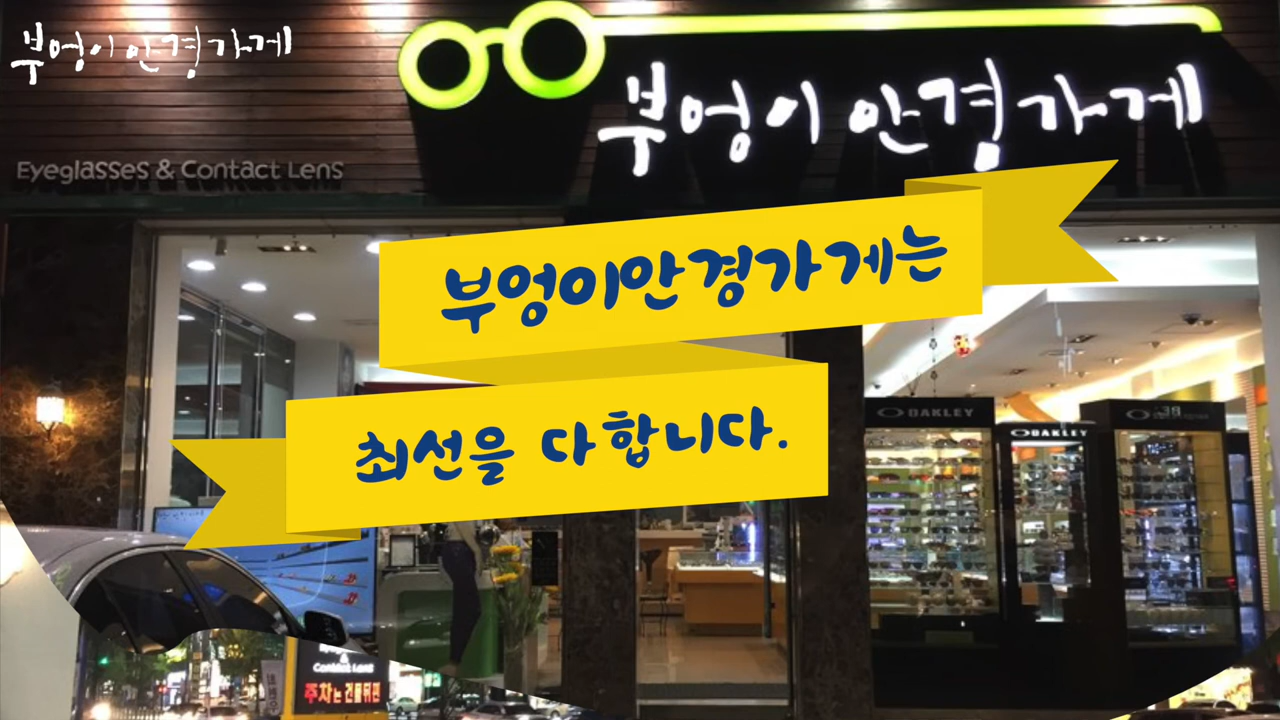 부엉이안경가게
부엉이 안경가게
Eyeglasses & Contact Lens
부엉이안경가게는
최선을 다합니다.
OAKLEY
OAKLEY
Contact Lens
주차는 건물뒤편